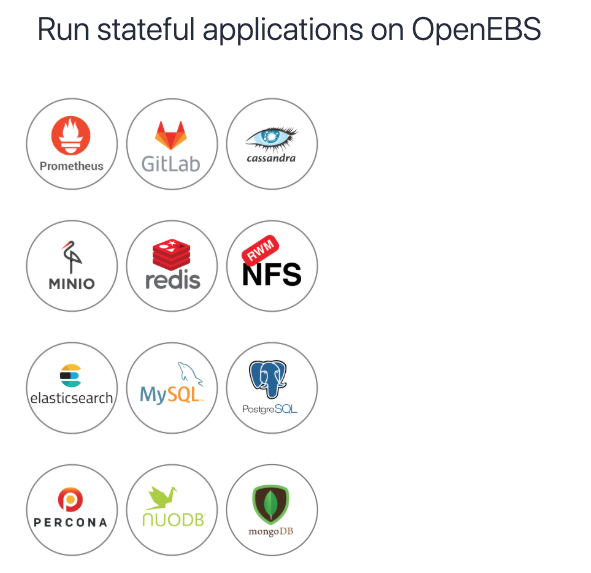 Run stateful applications on OpenEBS
Prometheus
GitLab
cassandra
MINIO
redis
RWM
NFS
elasticsearch
MySQL
PostgreSQL
PERCONA
NUODB
mongoDB